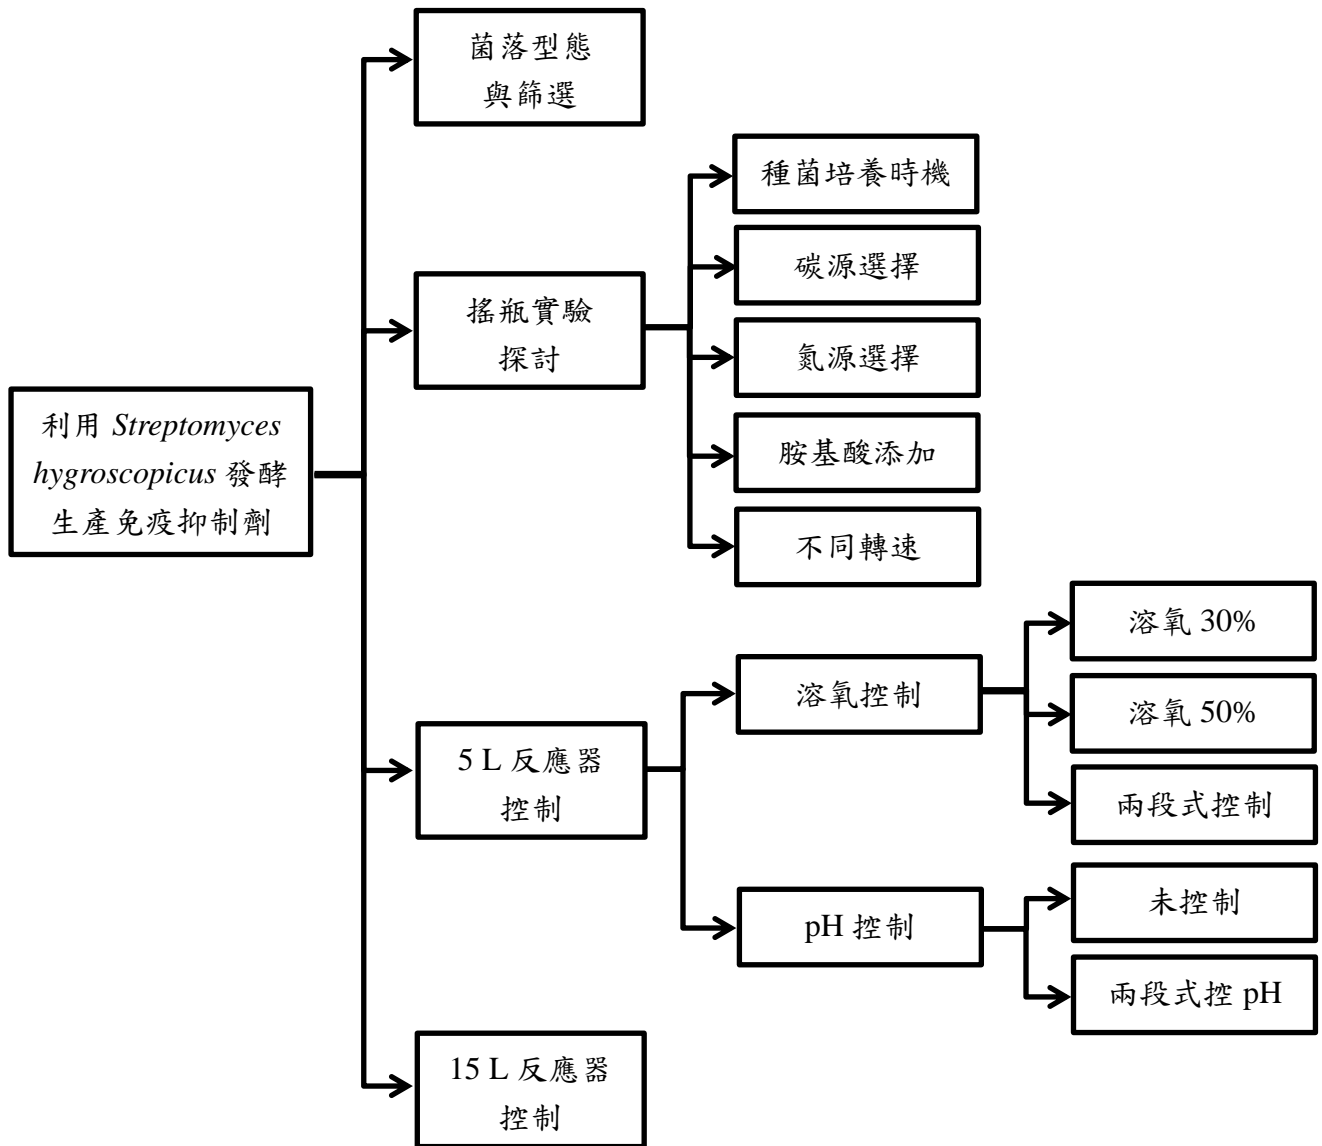 菌落型態
與篩選
種菌培養時機
碳源選擇
搖瓶實驗
探討
氮源選擇
利用 Streptomyces
hygroscopicus 發酵
生產免疫抑制劑
胺基酸添加
不同轉速
溶氧 30%
溶氧控制
溶氧 50%
5 L 反應器
控制
兩段式控制
pH 控制
未控制
兩段式控 pH
15 L 反應器
控制